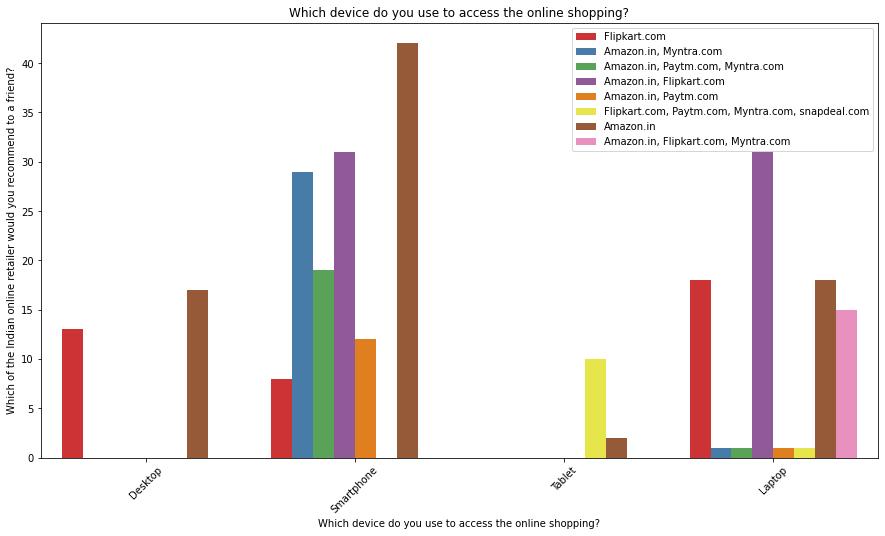 Which device do you use to access the online shopping?
Flipkart.com
Amazon.in, Myntra.com
Amazon.in, Paytm.com, Myntra.com
Amazon.in, Flipkart.com
Amazon.in, Paytm.com
Flipkart.com, Paytm.com, Myntra.com, snapdeal.com
Amazon.in
Amazon.in, Flipkart.com, Myntra.com
Which of the Indian online retailer would you recommend to a friend?
40
35
30
25
20
15
10
5
0
Desktop
Smartphone
Tablet
Laptop
Which device do you use to access the online shopping?